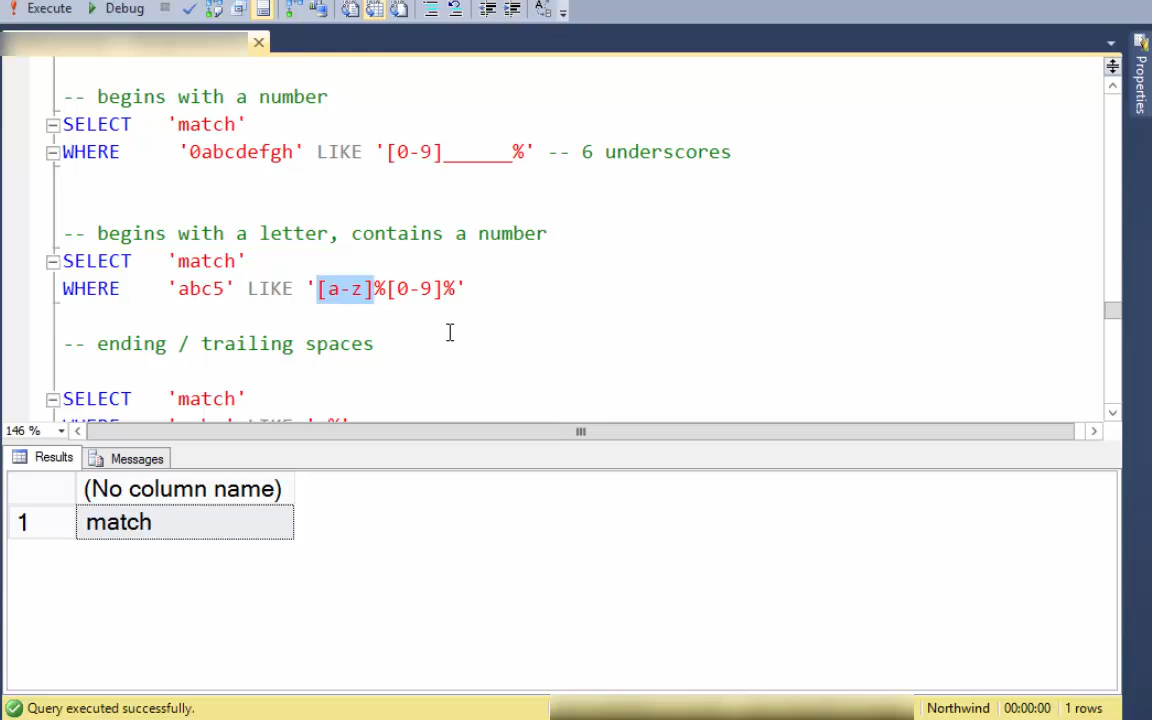 Execute Debug
Properties
-- begins with a number
SELECT 'match'
WHERE '0abcdefgh' LIKE '[0-9]______%' -- 6 underscores
-- begins with a letter, contains a number
SELECT 'match'
WHERE 'abc5' LIKE '[a-z]%[0-9]%'
-- ending / trailing spaces
SELECT 'match'
146 %
Results Messages
(No column name)
1 match
Query executed successfully. Northwind 00:00:00 1 rows